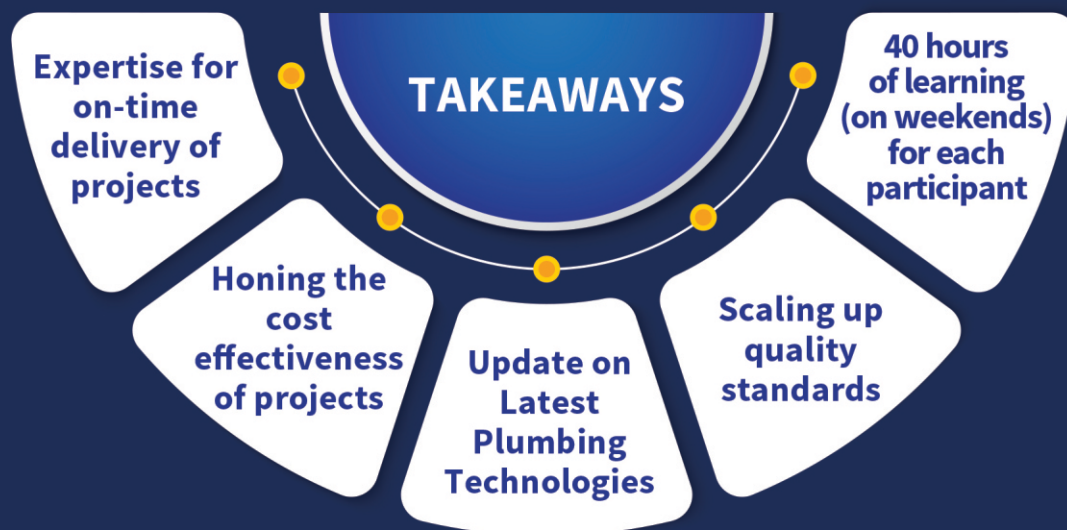 TAKEAWAYS
Expertise for
on-time
delivery of
projects
Honing the
cost
effectiveness
of projects
Update on
Latest
Plumbing
Technologies
Scaling up
quality
standards
40 hours
of learning
(on weekends)
for each
participant